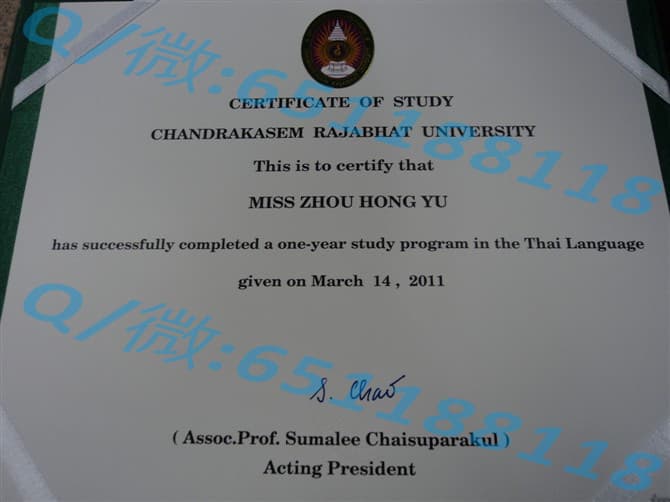 CERTIFICATE OF STUDY
CHANDRAKASEM RAJABHAT UNIVERSITY
This is to certify that
MISS ZHOU HONG YU
has successfully completed a one-year study program in the Thai Language
given on March 14 , 2011
S. Chao
( Assoc.Prof. Sumalee Chaisuparakul )
Acting President
Q/微:651188118
Q/微:651188118